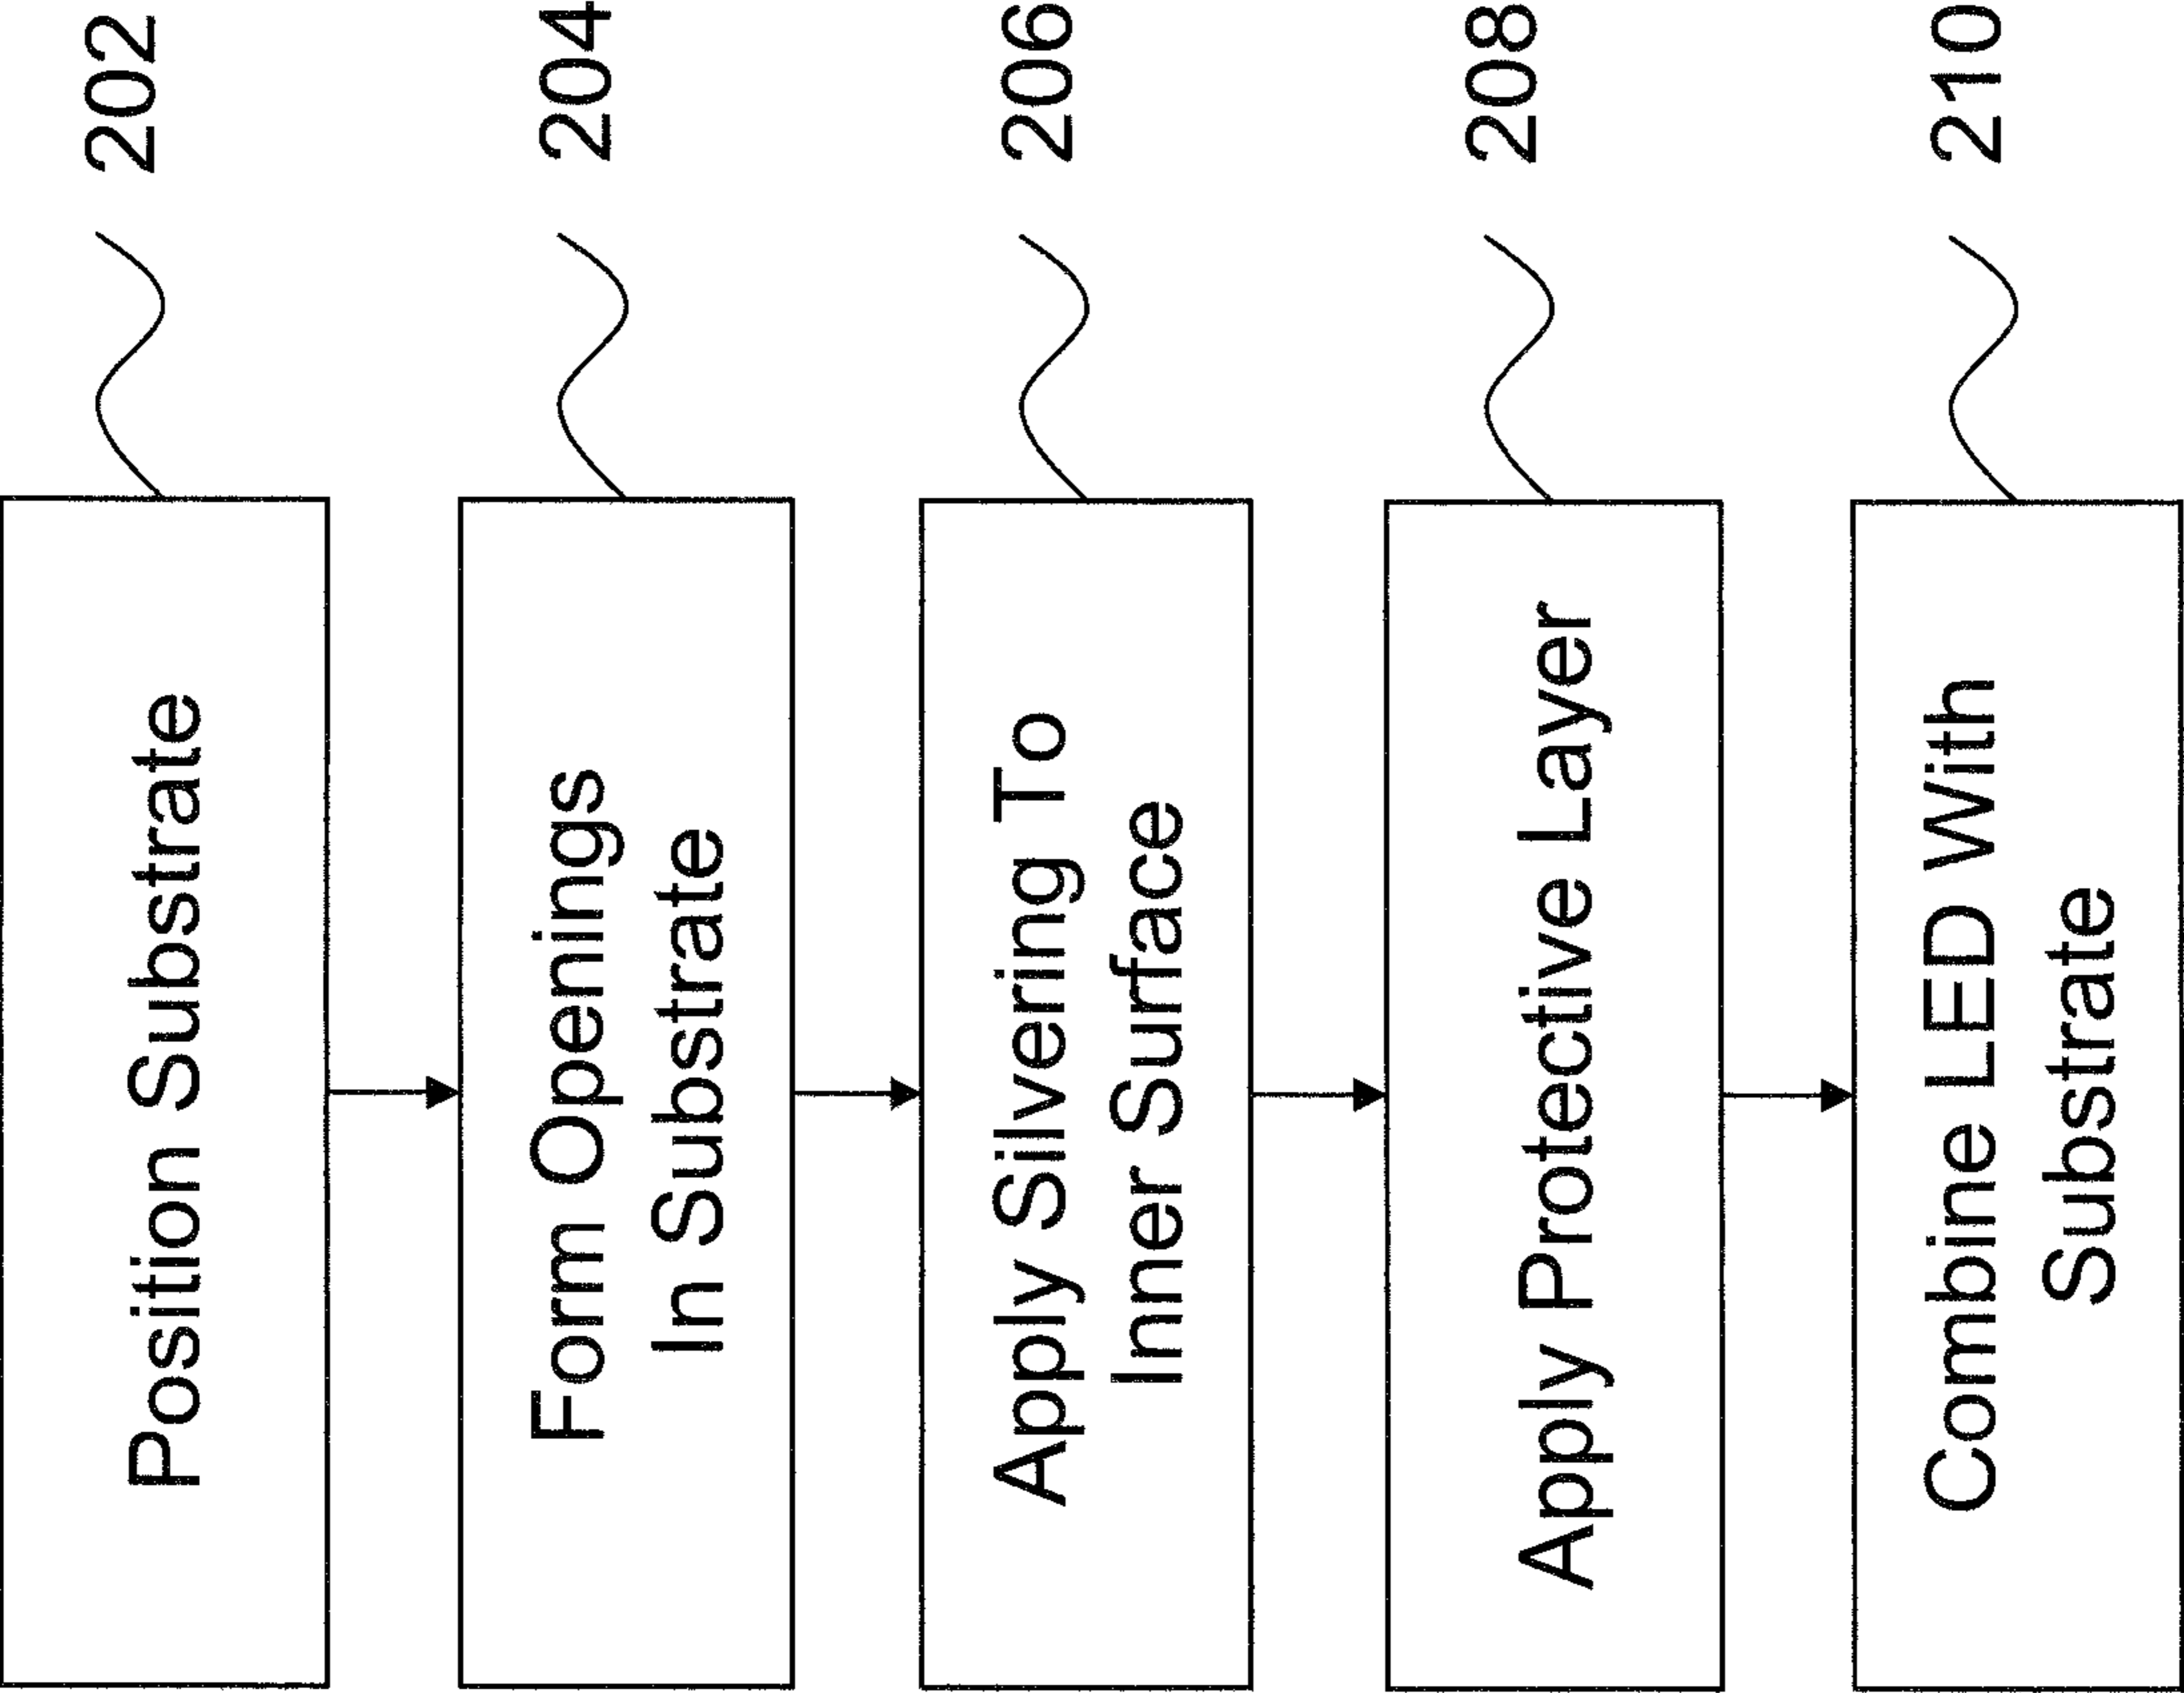 Position Substrate
202
Form Openings
In Substrate
204
Apply Silvering To
Inner Surface
206
Apply Protective Layer
208
Combine LED With
Substrate
210